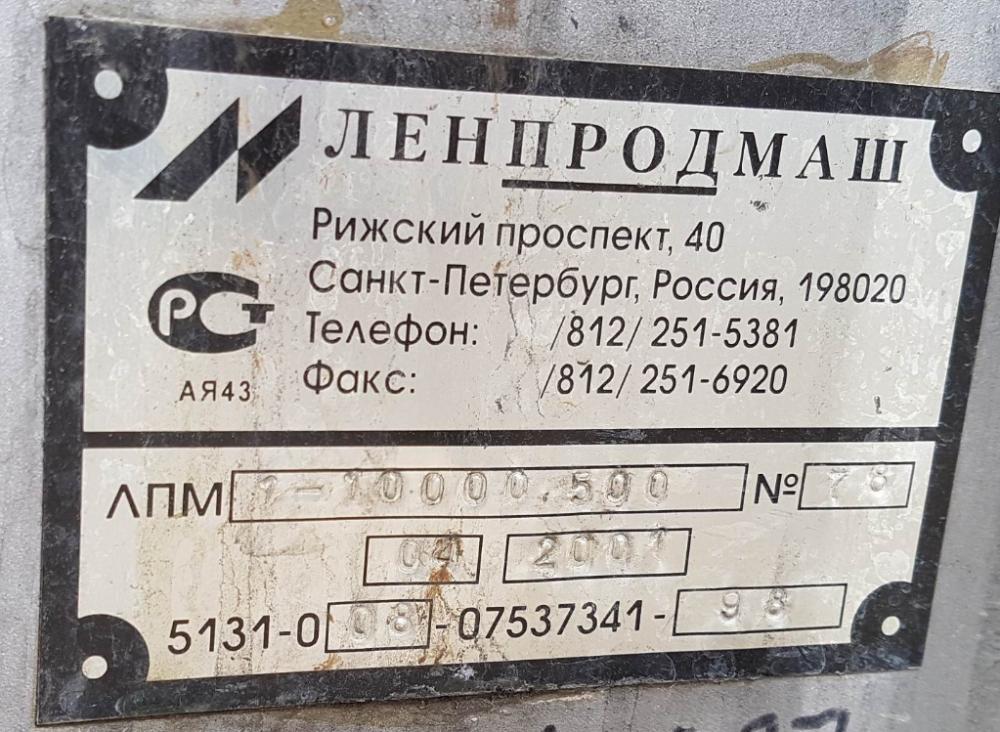 ЛЕНПРОДМАШ
Рижский проспект, 40
Санкт-Петербург, Россия, 198020
Телефон: /812/ 251-5381
Факс: /812/ 251-6920
РСТ
АЯ43
ЛПМ 1-10000.500 № 78
04 2001
5131-0 08 -07537341- 98